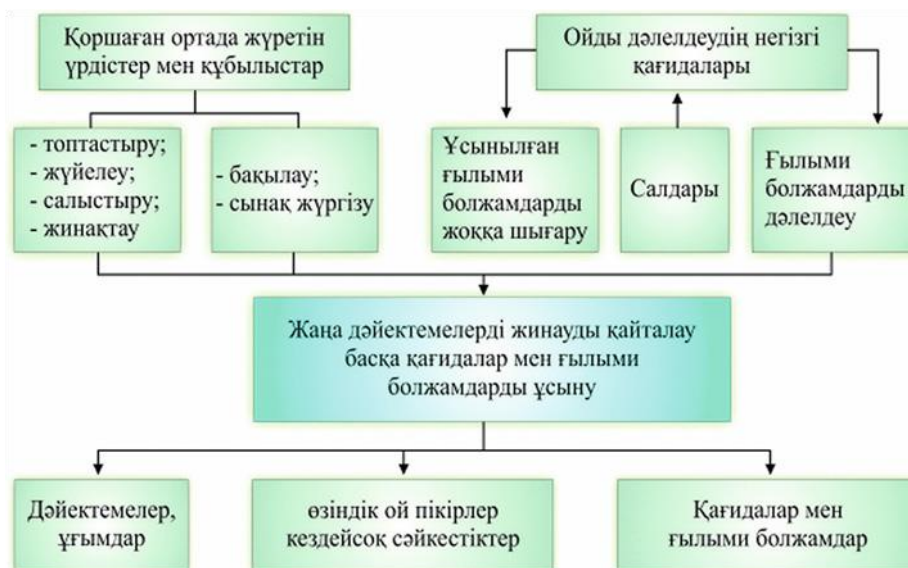 Қоршаған ортада жүретін
үрдістер мен құбылыстар
Ойды дәлелдеудің негізгі
қағидалары
- топтастыру;
- жүйелеу;
- салыстыру;
- жинақтау
- бақылау;
- сынақ жүргізу
Ұсынылған
ғылыми
болжамдарды
жоққа шығару
Салдары
Ғылыми
болжамдарды
дәлелдеу
Жаңа дәйектемелерді жинауды қайталау
басқа қағидалар мен ғылыми
болжамдарды ұсыну
Дәйектемелер,
ұғымдар
өзіндік ой пікірлер
кездейсоқ сәйкестіктер
Қағидалар мен
ғылыми болжамдар